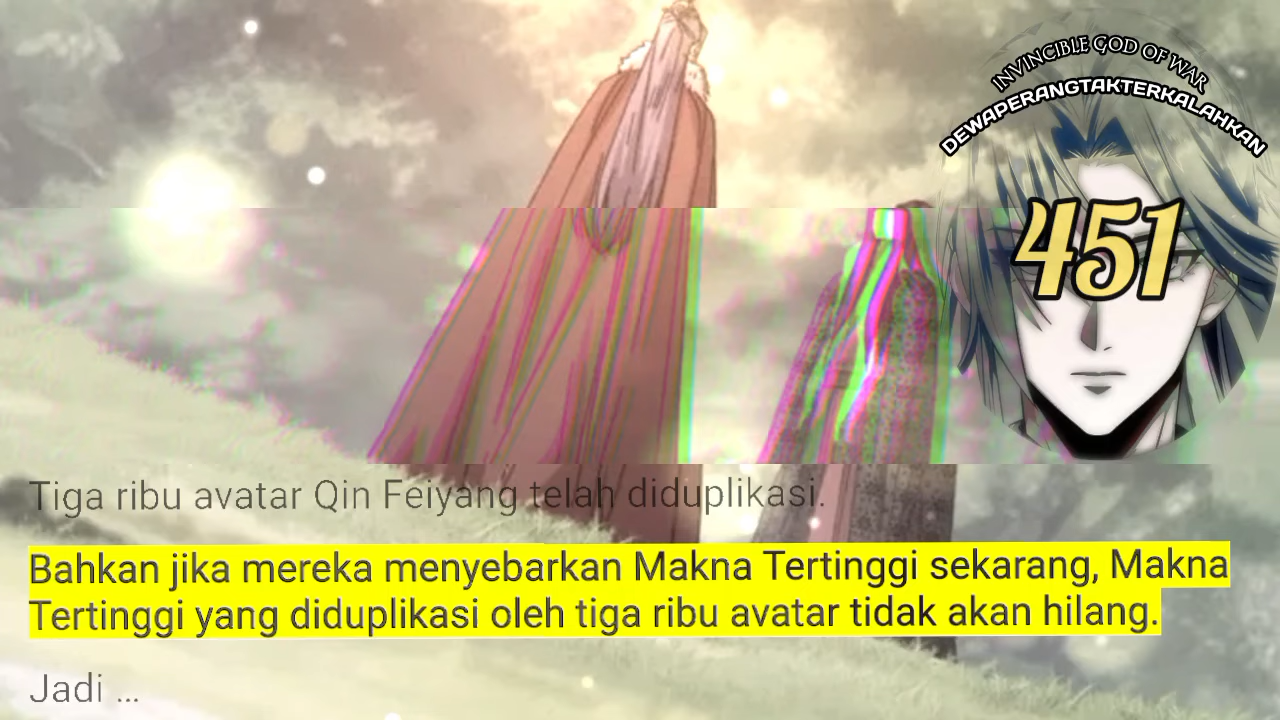 INVINCIBLE GOD OF WAR
DEWAPERANGTAKTERKALAHKAN
451
Tiga ribu avatar Qin Feiyang telah diduplikasi.
Bahkan jika mereka menyebarkan Makna Tertinggi sekarang, Makna
Tertinggi yang diduplikasi oleh tiga ribu avatar tidak akan hilang.
Jadi ...